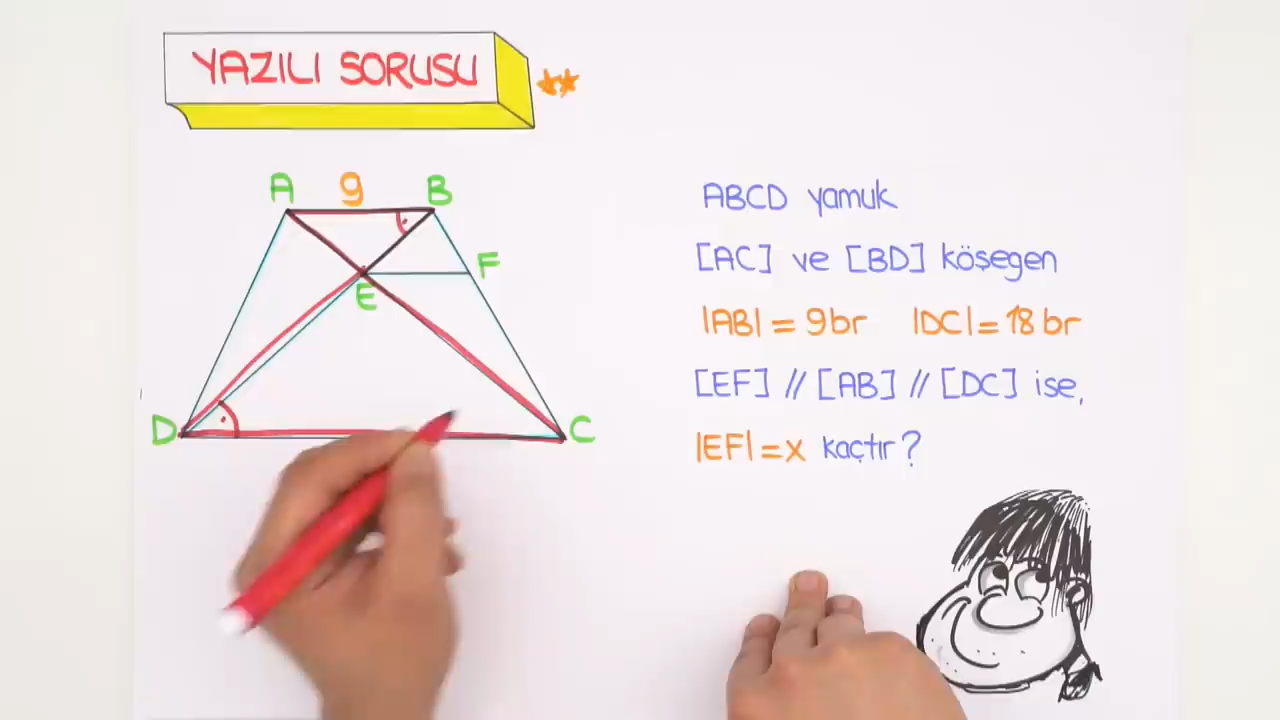 YAZILI SORUSU
A 9 B
F
E
D C
ABCD yamuk
[AC] ve [BD] köşegen
|AB| = 9br |DC| = 18 br
[EF] // [AB] // [DC] ise,
|EF| = x kaçtır?